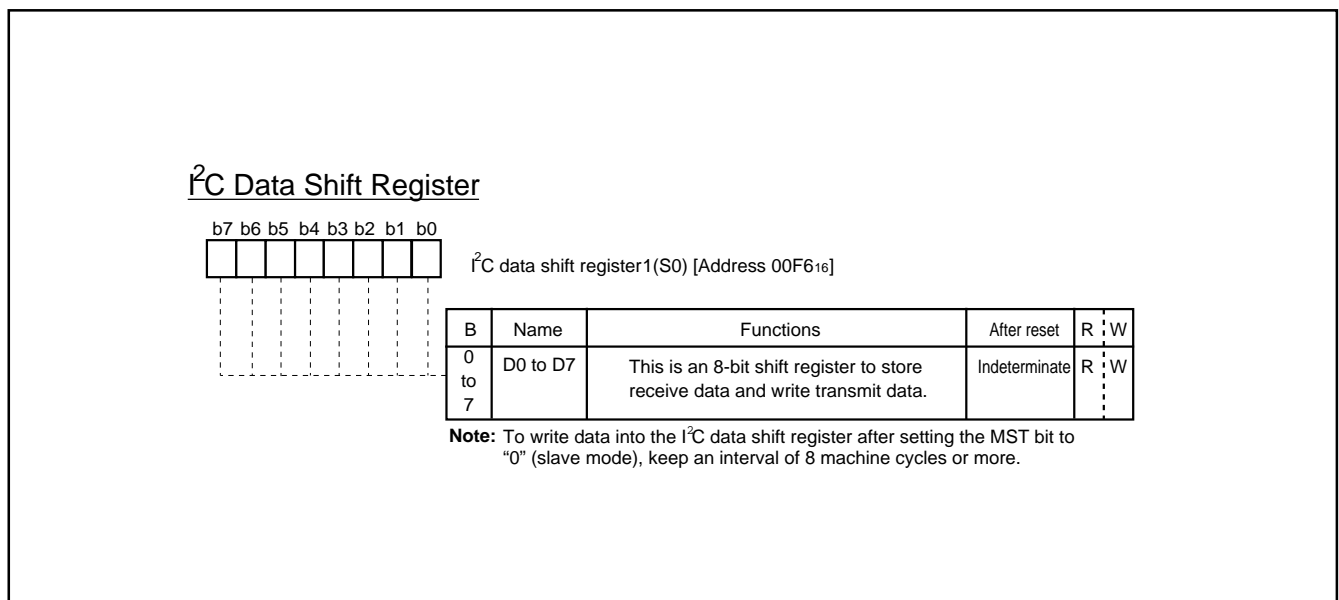 I²C Data Shift Register
b7 b6 b5 b4 b3 b2 b1 b0
I²C data shift register1(S0) [Address 00F6₁₆]
B Name Functions After reset R W
0 to 7 D0 to D7 This is an 8-bit shift register to store Indeterminate R W
receive data and write transmit data.
Note: To write data into the I²C data shift register after setting the MST bit to
“0” (slave mode), keep an interval of 8 machine cycles or more.